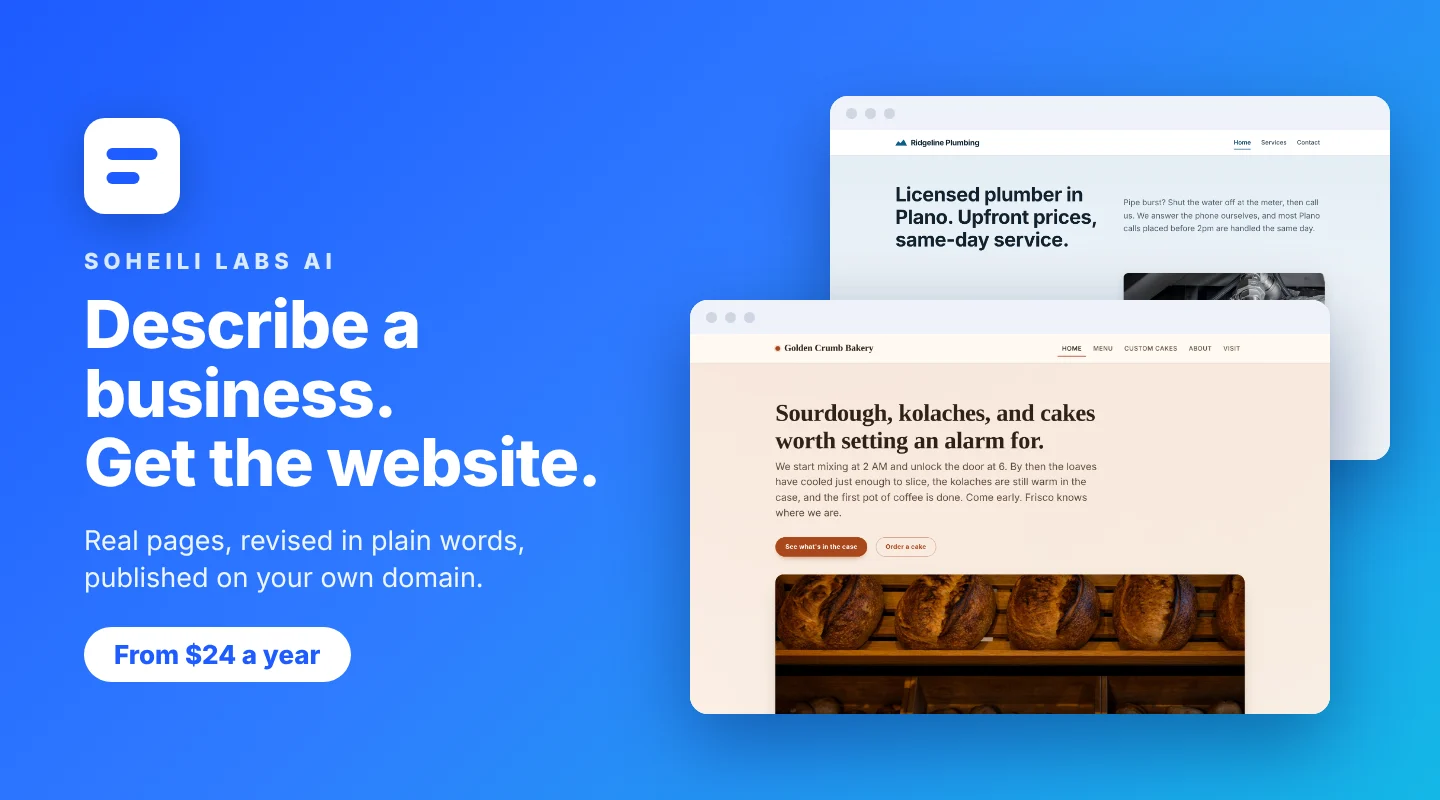 SOHEILI LABS AI
Describe a
business.
Get the website.
Real pages, revised in plain words,
published on your own domain.
From $24 a year
Ridgeline Plumbing
Home Services Contact
Licensed plumber in
Plano. Upfront prices,
same-day service.
Pipe burst? Shut the water off at the meter, then call
us. We answer the phone ourselves, and most Plano
calls placed before 2pm are handled the same day.
Golden Crumb Bakery
HOME MENU CUSTOM CAKES ABOUT VISIT
Sourdough, kolaches, and cakes
worth setting an alarm for.
We start mixing at 2 AM and unlock the door at 6. By then the loaves
have cooled just enough to slice, the kolaches are still warm in the
case, and the first pot of coffee is done. Come early. Frisco knows
where we are.
See what's in the case
Order a cake